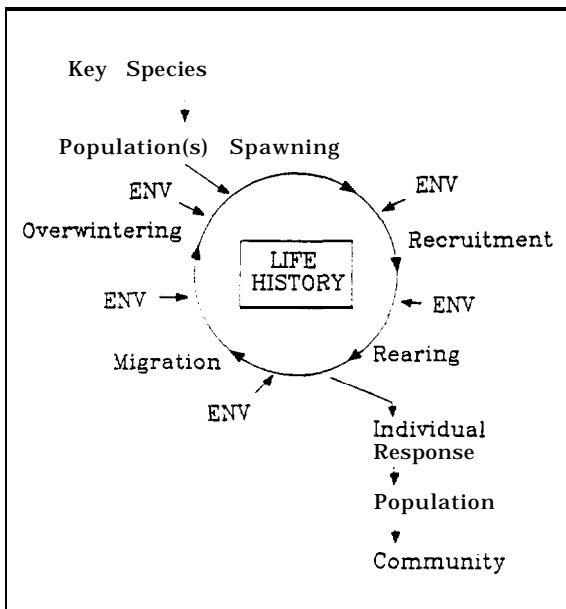 Key Species
Population(s) Spawning
ENV
ENV
Overwintering
Recruitment
LIFE
HISTORY
ENV
ENV
Migration
Rearing
ENV
Individual
Response
Population
Community